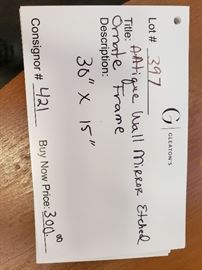 G
GLEATON'S
Lot # 397
Title: Antique Wall Mirror Etched
Ornate Frame
Description:
30" X 15"
Consignor # 421
Buy Now Price: 300.00